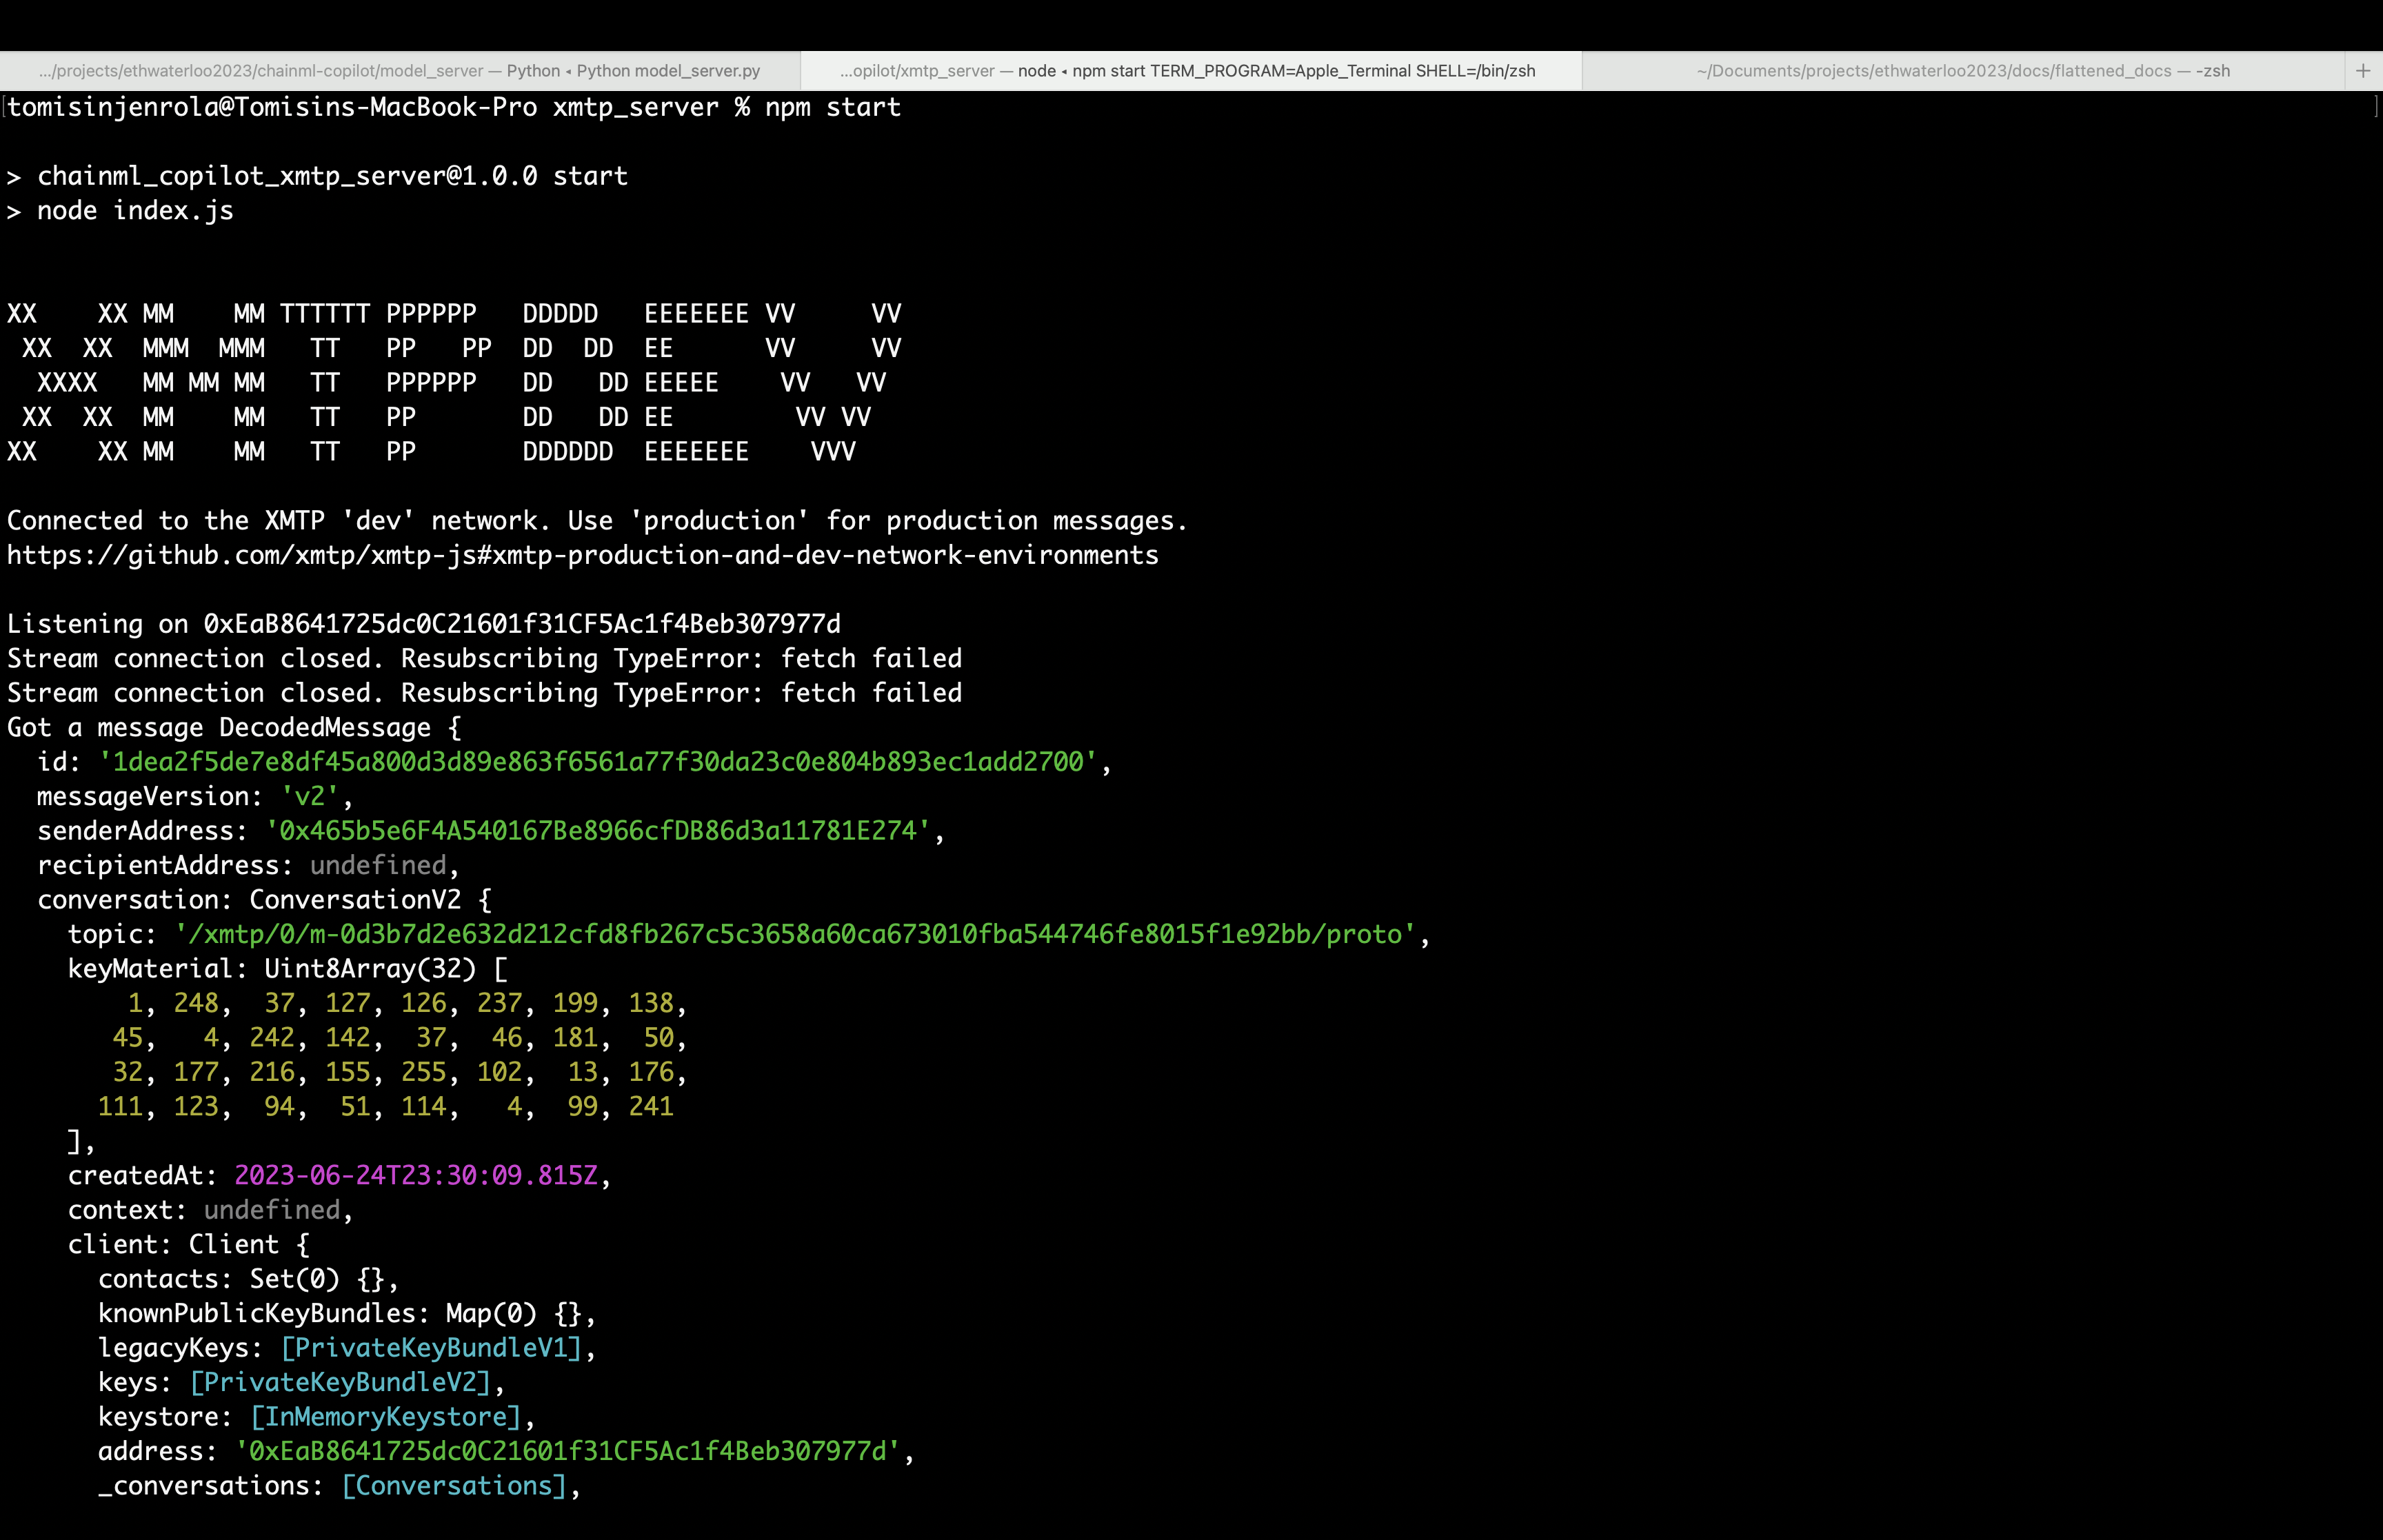 .../projects/ethwaterloo2023/chainml-copilot/model_server — Python ◂ Python model_server.py
...opilot/xmtp_server — node ◂ npm start TERM_PROGRAM=Apple_Terminal SHELL=/bin/zsh
~/Documents/projects/ethwaterloo2023/docs/flattened_docs — -zsh
+
[tomisinjenrola@Tomisins-MacBook-Pro xmtp_server % npm start ]
> chainml_copilot_xmtp_server@1.0.0 start
> node index.js
XX    XX MM    MM TTTTTT PPPPPP   DDDDD   EEEEEEE VV     VV
 XX  XX  MMM  MMM   TT   PP   PP  DD  DD  EE      VV     VV
  XXXX   MM MM MM   TT   PPPPPP   DD   DD EEEEE    VV   VV
 XX  XX  MM    MM   TT   PP       DD   DD EE        VV VV
XX    XX MM    MM   TT   PP       DDDDDD  EEEEEEE    VVV
Connected to the XMTP 'dev' network. Use 'production' for production messages.
https://github.com/xmtp/xmtp-js#xmtp-production-and-dev-network-environments
Listening on 0xEaB8641725dc0C21601f31CF5Ac1f4Beb307977d
Stream connection closed. Resubscribing TypeError: fetch failed
Stream connection closed. Resubscribing TypeError: fetch failed
Got a message DecodedMessage {
  id: '1dea2f5de7e8df45a800d3d89e863f6561a77f30da23c0e804b893ec1add2700',
  messageVersion: 'v2',
  senderAddress: '0x465b5e6F4A540167Be8966cfDB86d3a11781E274',
  recipientAddress: undefined,
  conversation: ConversationV2 {
    topic: '/xmtp/0/m-0d3b7d2e632d212cfd8fb267c5c3658a60ca673010fba544746fe8015f1e92bb/proto',
    keyMaterial: Uint8Array(32) [
        1, 248,  37, 127, 126, 237, 199, 138,
       45,   4, 242, 142,  37,  46, 181,  50,
       32, 177, 216, 155, 255, 102,  13, 176,
      111, 123,  94,  51, 114,   4,  99, 241
    ],
    createdAt: 2023-06-24T23:30:09.815Z,
    context: undefined,
    client: Client {
      contacts: Set(0) {},
      knownPublicKeyBundles: Map(0) {},
      legacyKeys: [PrivateKeyBundleV1],
      keys: [PrivateKeyBundleV2],
      keystore: [InMemoryKeystore],
      address: '0xEaB8641725dc0C21601f31CF5Ac1f4Beb307977d',
      _conversations: [Conversations],